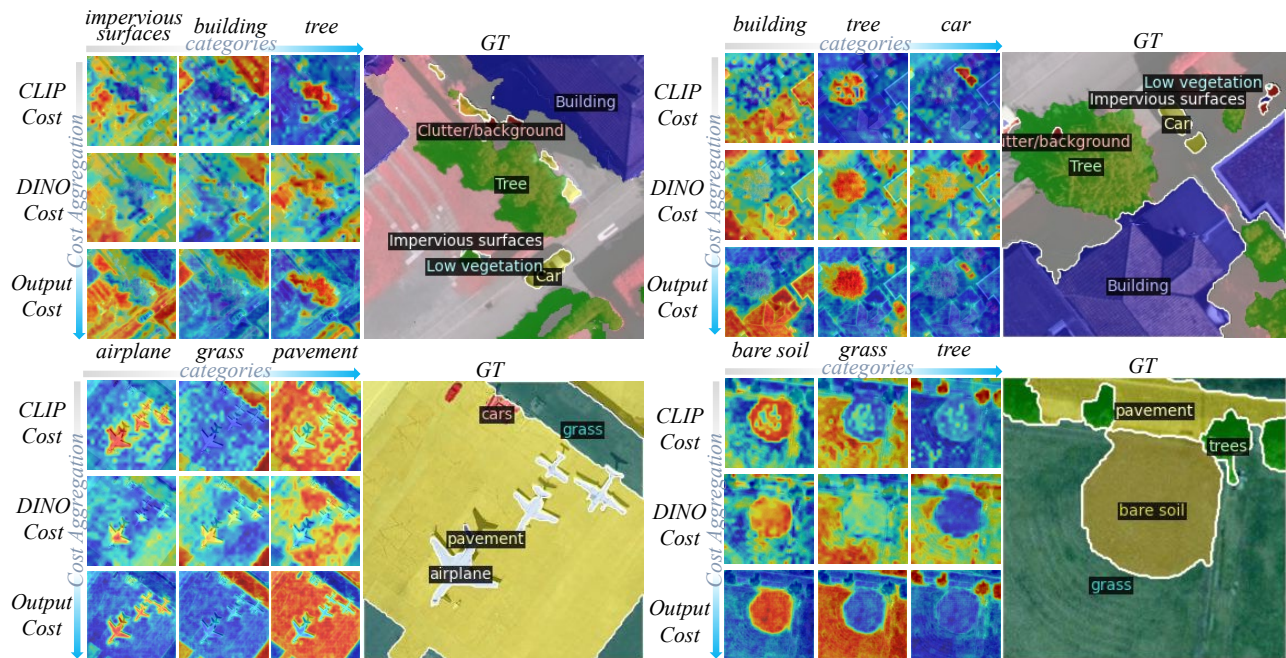 impervious surfaces
building
tree
categories
GT
CLIP Cost
DINO Cost
Output Cost
Cost Aggregation
Building
Clutter/background
Tree
Impervious surfaces
Low vegetation
Car
building
tree
car
categories
GT
CLIP Cost
DINO Cost
Output Cost
Cost Aggregation
Low vegetation
Impervious surfaces
Car
utter/background
Tree
Building
airplane
grass
pavement
categories
GT
CLIP Cost
DINO Cost
Output Cost
Cost Aggregation
cars
grass
pavement
airplane
bare soil
grass
tree
categories
GT
CLIP Cost
DINO Cost
Output Cost
Cost Aggregation
pavement
trees
bare soil
grass